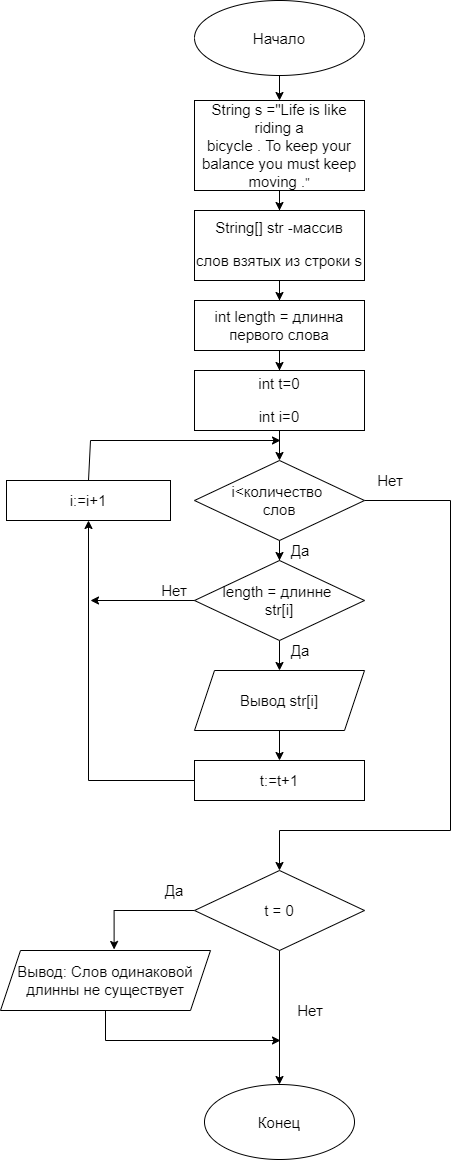 Начало
String s ="Life is like
riding a
bicycle . To keep your
balance you must keep
moving ."
String[] str -массив
слов взятых из строки s
int length = длинна
первого слова
int t=0
int i=0
i:=i+1
i<количество
слов
Нет
Да
length = длинне
str[i]
Нет
Да
Вывод str[i]
t:=t+1
t = 0
Да
Вывод: Слов одинаковой
длинны не существует
Нет
Конец